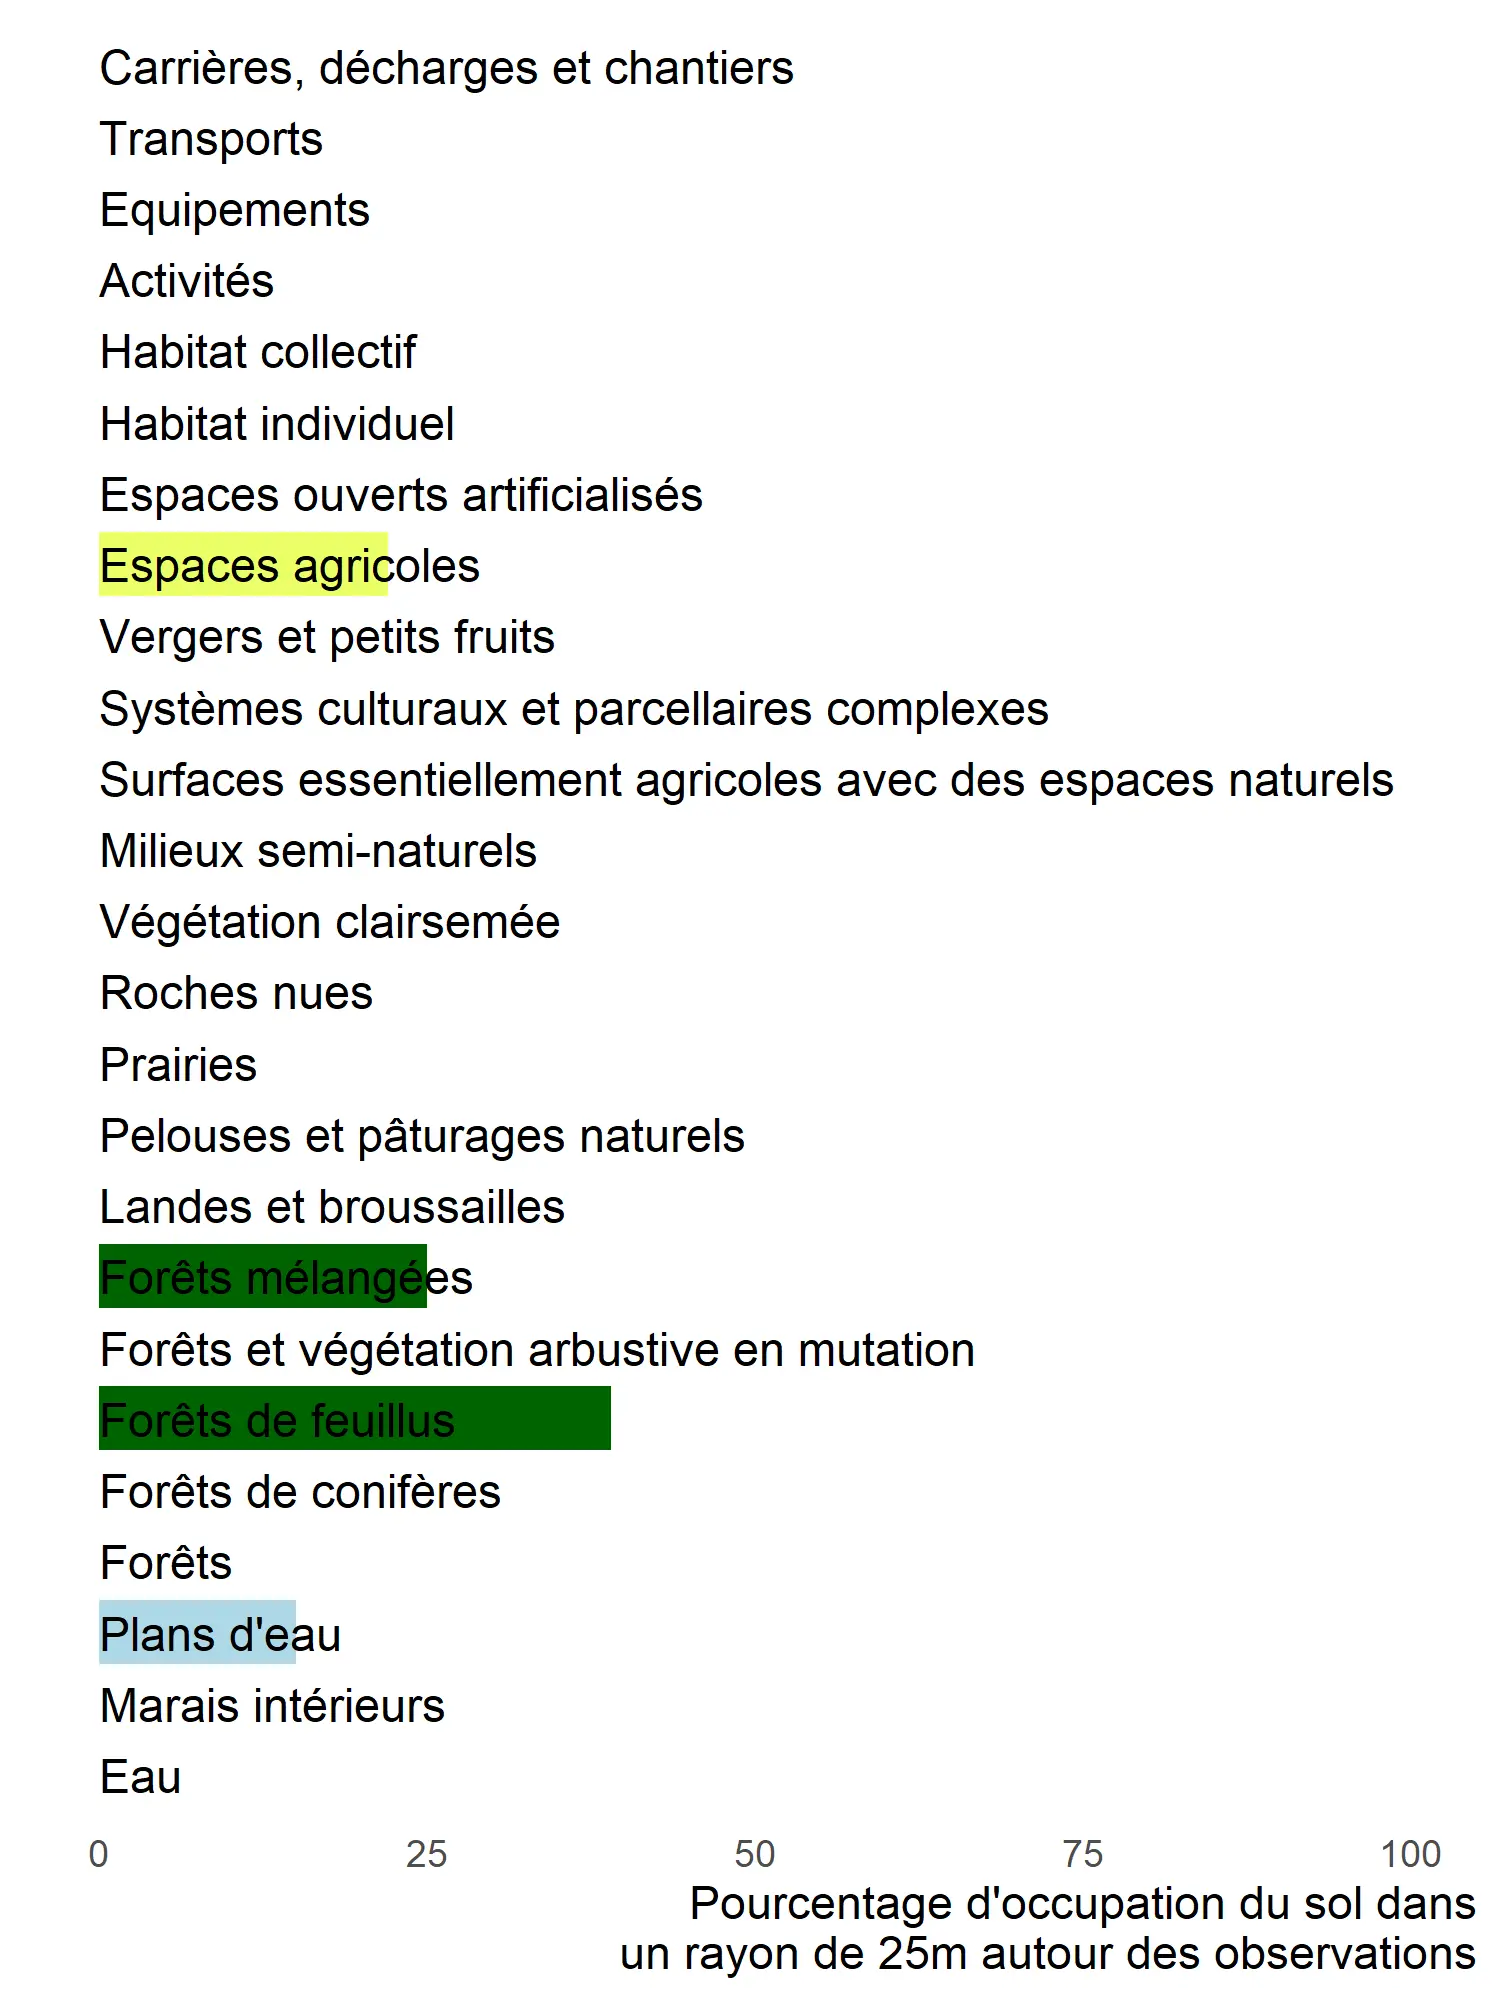 Carrières, décharges et chantiers
Transports
Equipements
Activités
Habitat collectif
Habitat individuel
Espaces ouverts artificialisés
Espaces agricoles
Vergers et petits fruits
Systèmes culturaux et parcellaires complexes
Surfaces essentiellement agricoles avec des espaces naturels
Milieux semi-naturels
Végétation clairsemée
Roches nues
Prairies
Pelouses et pâturages naturels
Landes et broussailles
Forêts mélangées
Forêts et végétation arbustive en mutation
Forêts de feuillus
Forêts de conifères
Forêts
Plans d'eau
Marais intérieurs
Eau
0 25 50 75 100
Pourcentage d'occupation du sol dans
un rayon de 25m autour des observations